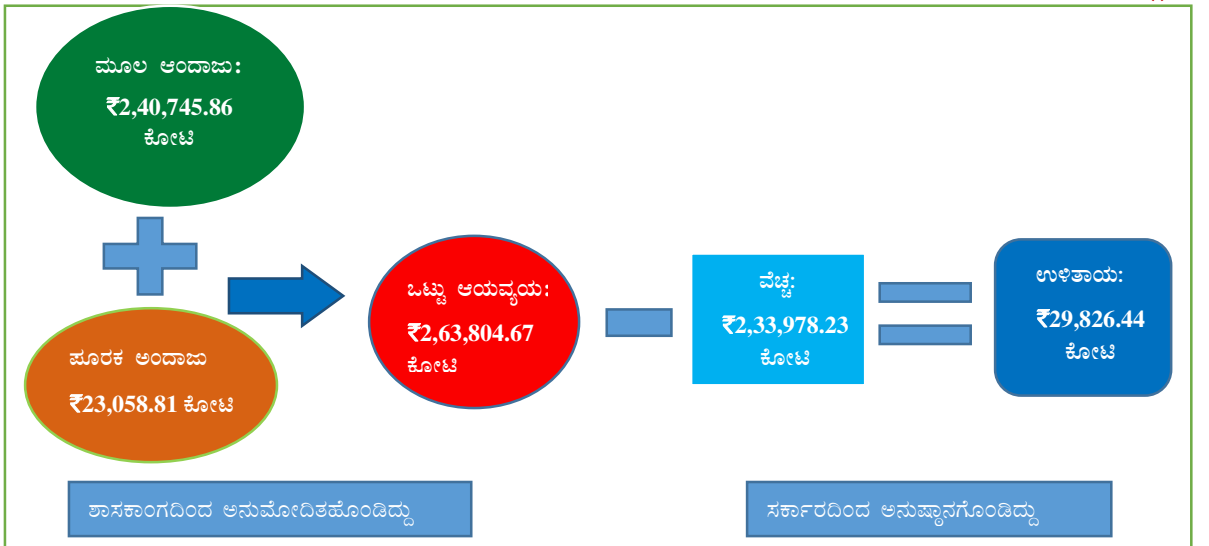 ಮೂಲ ಆಂದಾಜು:
₹2,40,745.86
ಕೋಟಿ
ಪೂರಕ ಅಂದಾಜು
₹23,058.81 ಕೋಟಿ
ಒಟ್ಟು ಆಯವ್ಯಯ:
₹2,63,804.67
ಕೋಟಿ
ವೆಚ್ಚ:
₹2,33,978.23
ಕೋಟಿ
ಉಳಿತಾಯ:
₹29,826.44
ಕೋಟಿ
ಶಾಸಕಾಂಗದಿಂದ ಅನುಮೋದಿತಹೊಂಡಿದ್ದು
ಸರ್ಕಾರದಿಂದ ಅನುಷ್ಠಾನಗೊಂಡಿದ್ದು